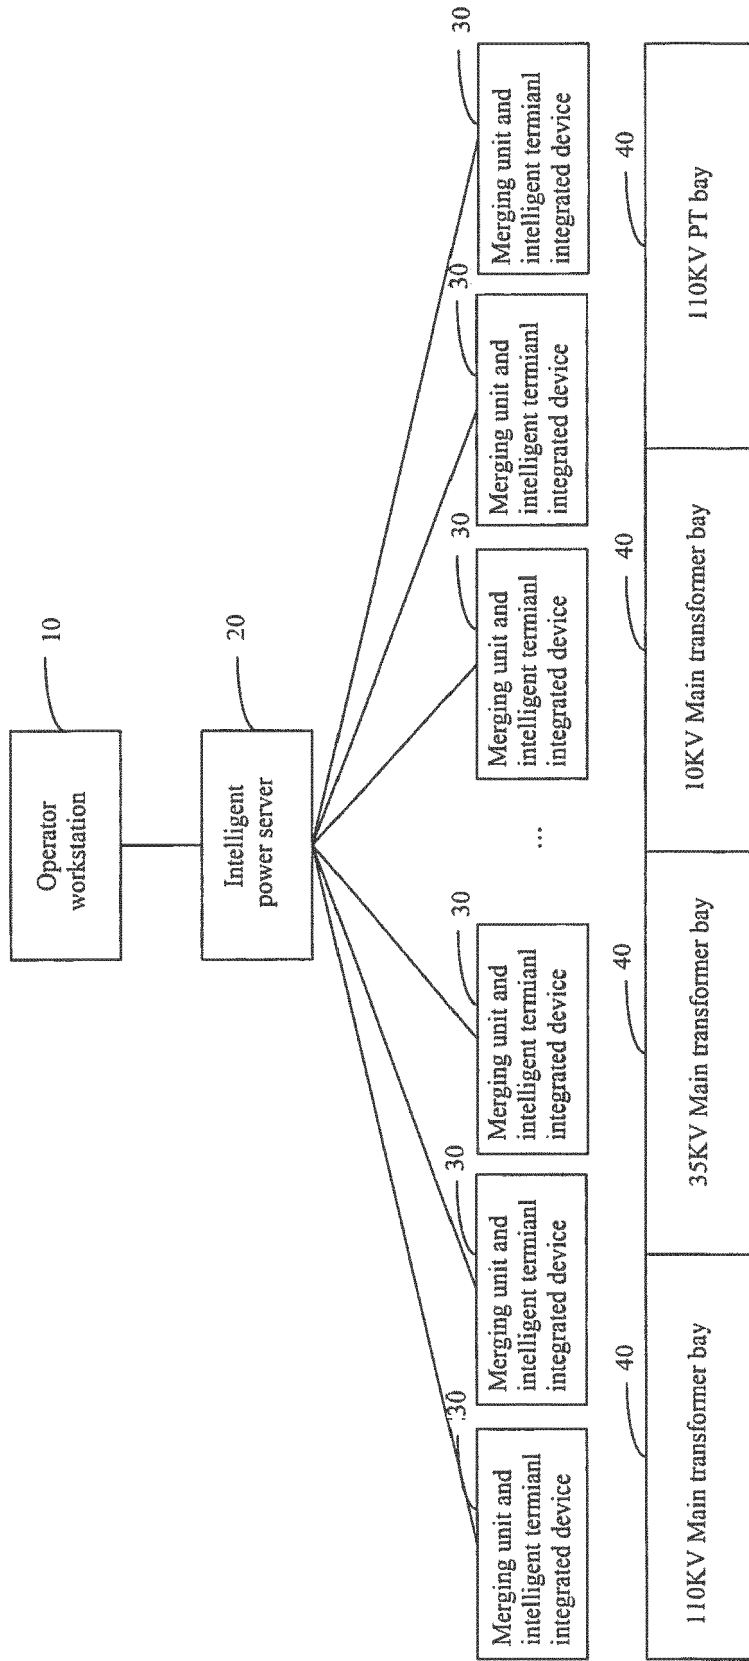 10
Operator
workstation
20
Intelligent
power server
30
Merging unit and
intelligent termianl
integrated device
30
Merging unit and
intelligent termianl
integrated device
30
Merging unit and
intelligent termianl
integrated device
...
30
Merging unit and
intelligent termianl
integrated device
30
Merging unit and
intelligent termianl
integrated device
30
Merging unit and
intelligent termianl
integrated device
40
110KV Main transformer bay
40
35KV Main transformer bay
40
10KV Main transformer bay
40
110KV PT bay